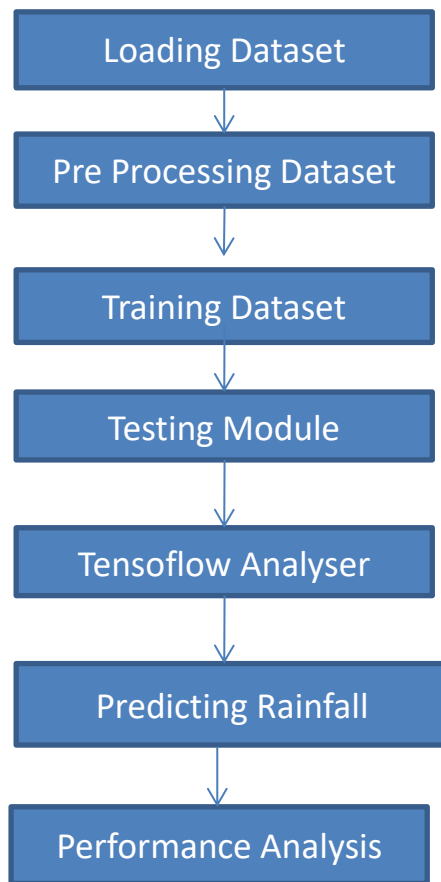 Loading Dataset
Pre Processing Dataset
Training Dataset
Testing Module
Tensoflow Analyser
Predicting Rainfall
Performance Analysis